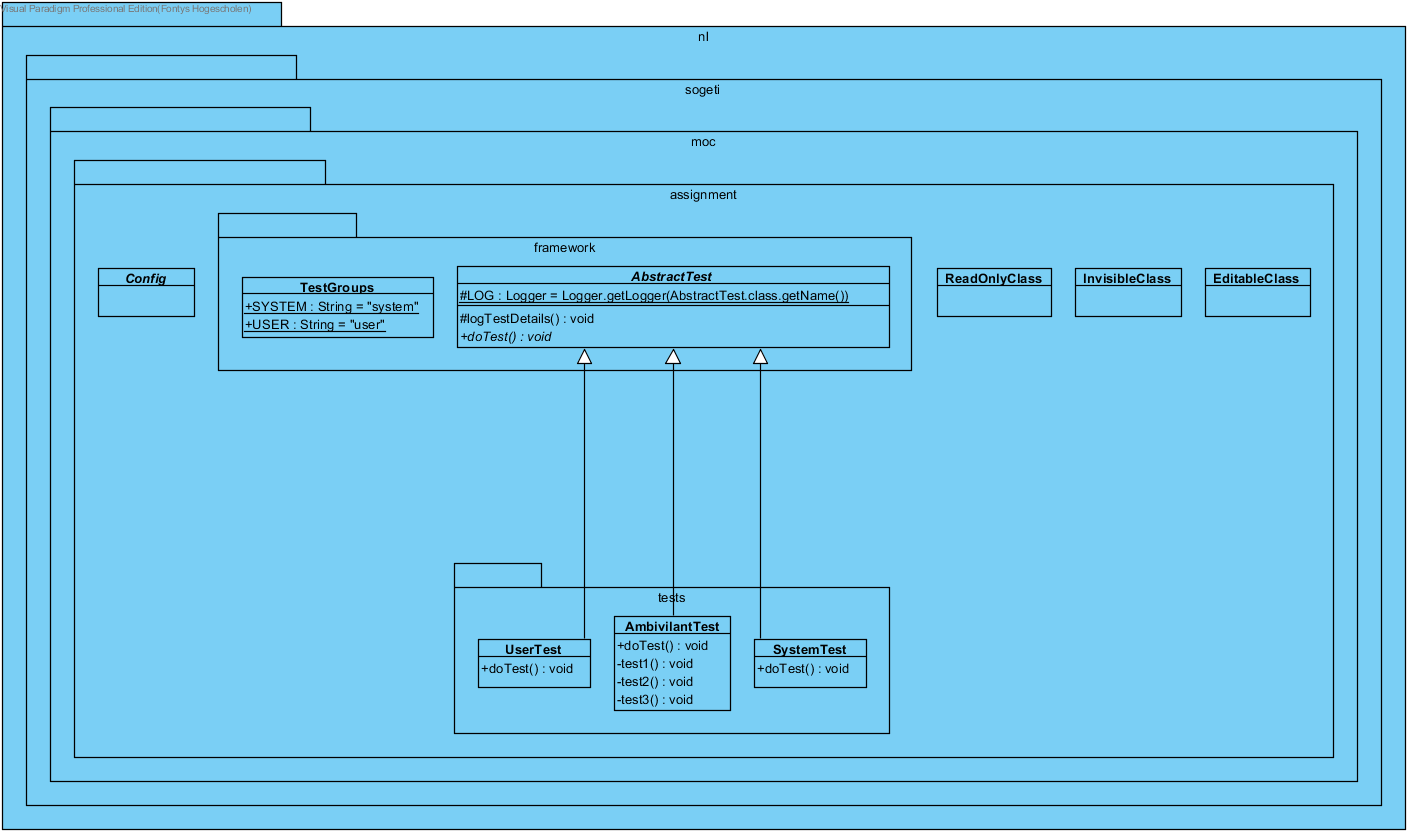 Visual Paradigm Professional Edition(Fontys Hogescholen)
nl
sogeti
moc
assignment
framework
Config
TestGroups
+SYSTEM : String = "system"
+USER : String = "user"
AbstractTest
#LOG : Logger = Logger.getLogger(AbstractTest.class.getName())
#logTestDetails() : void
+doTest() : void
ReadOnlyClass
InvisibleClass
EditableClass
tests
UserTest
+doTest() : void
AmbivilantTest
+doTest() : void
-test1() : void
-test2() : void
-test3() : void
SystemTest
+doTest() : void